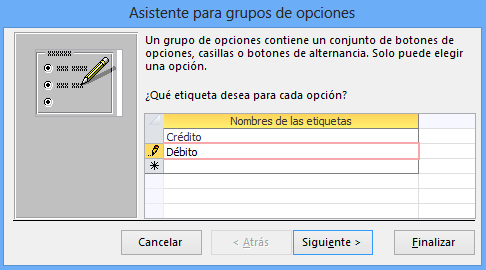 Asistente para grupos de opciones
Un grupo de opciones contiene un conjunto de botones de
opciones, casillas o botones de alternancia. Solo puede elegir
una opción.
¿Qué etiqueta desea para cada opción?
Nombres de las etiquetas
Crédito
Débito
Cancelar
< Atrás
Siguiente >
Finalizar